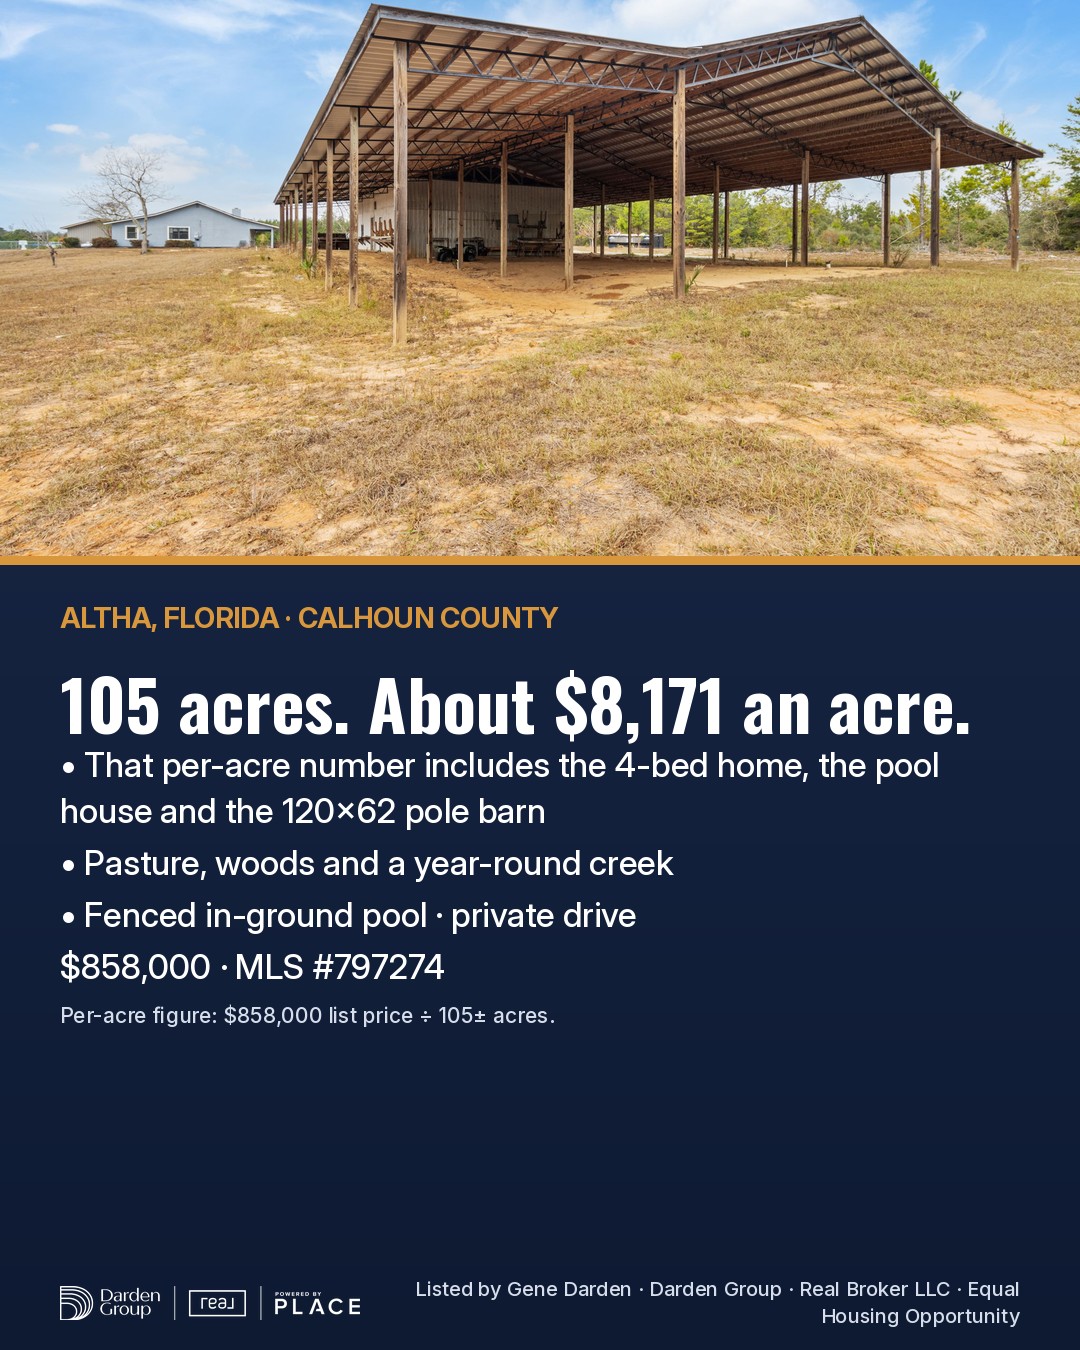 ALTHA, FLORIDA · CALHOUN COUNTY
105 acres. About $8,171 an acre.
• That per-acre number includes the 4-bed home, the pool
house and the 120×62 pole barn
• Pasture, woods and a year-round creek
• Fenced in-ground pool · private drive
$858,000 · MLS #797274
Per-acre figure: $858,000 list price ÷ 105± acres.
Darden
Group
real
POWERED BY
PLACE
Listed by Gene Darden · Darden Group · Real Broker LLC · Equal
Housing Opportunity